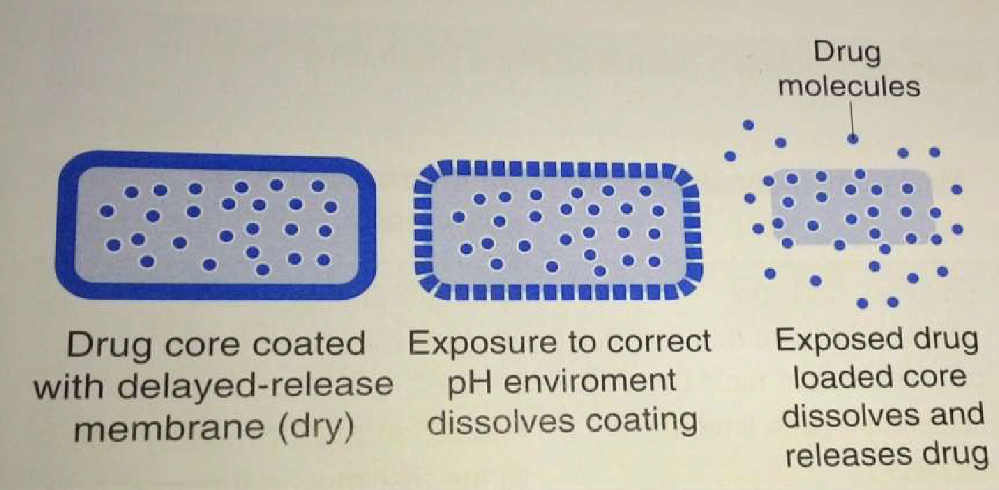 Drug
molecules
Drug core coated
with delayed-release
membrane (dry)
Exposure to correct
pH enviroment
dissolves coating
Exposed drug
loaded core
dissolves and
releases drug